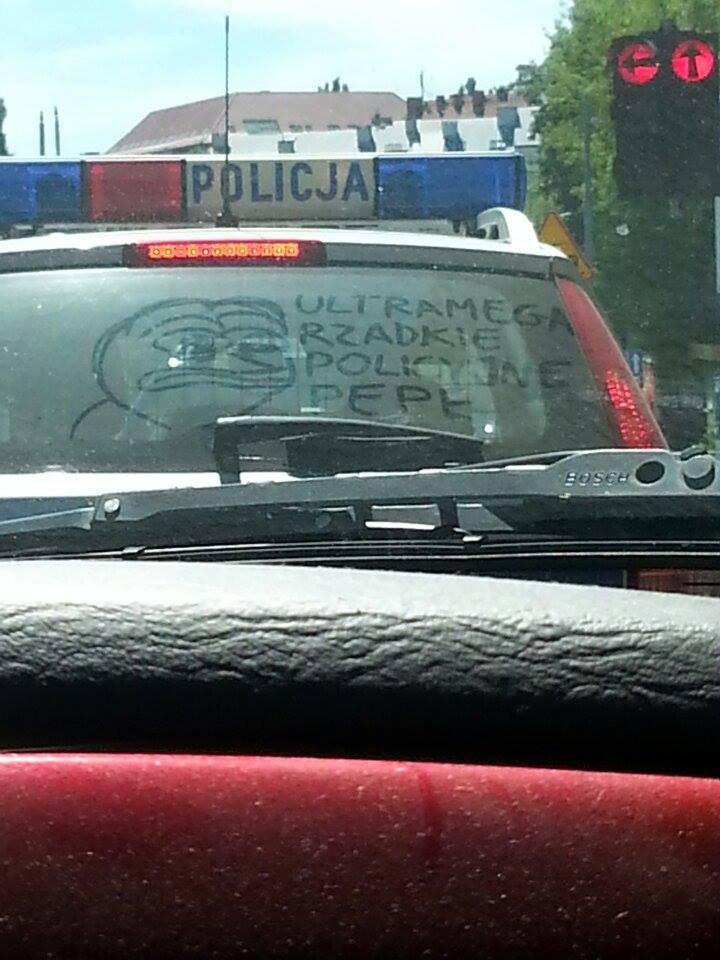 POLICJA
ULTRAMEGA
RZADKIE
POLICYJNE
PEPE
BOSCH